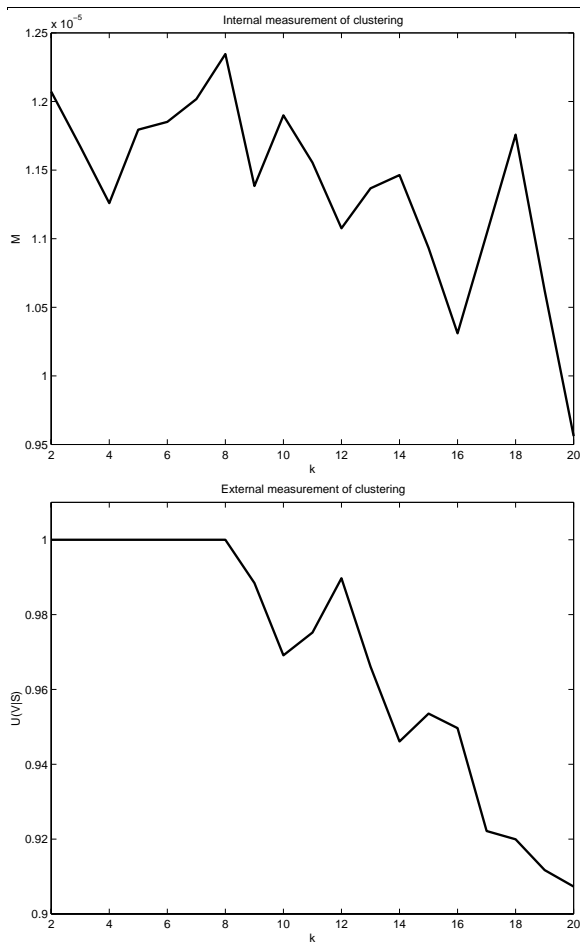 x 10⁻⁵
Internal measurement of clustering
1.25
1.2
1.15
1.1
1.05
1
0.95
M
2 4 6 8 10 12 14 16 18 20
k
External measurement of clustering
1
0.98
0.96
0.94
0.92
0.9
U(V|S)
2 4 6 8 10 12 14 16 18 20
k